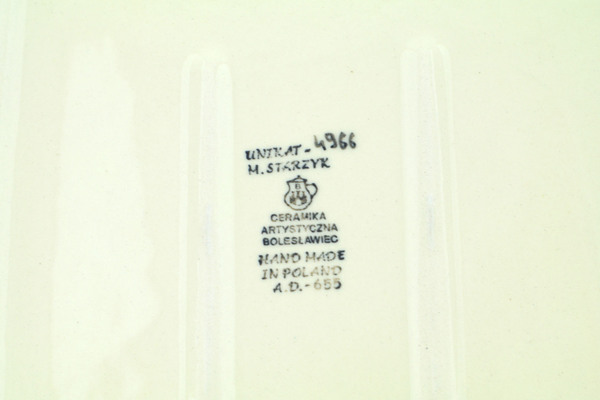 UNIKAT - 4966
M. STARZYK
B
CERAMIKA
ARTYSTYCZNA
BOLESŁAWIEC
HAND MADE
IN POLAND
A.D. - 655